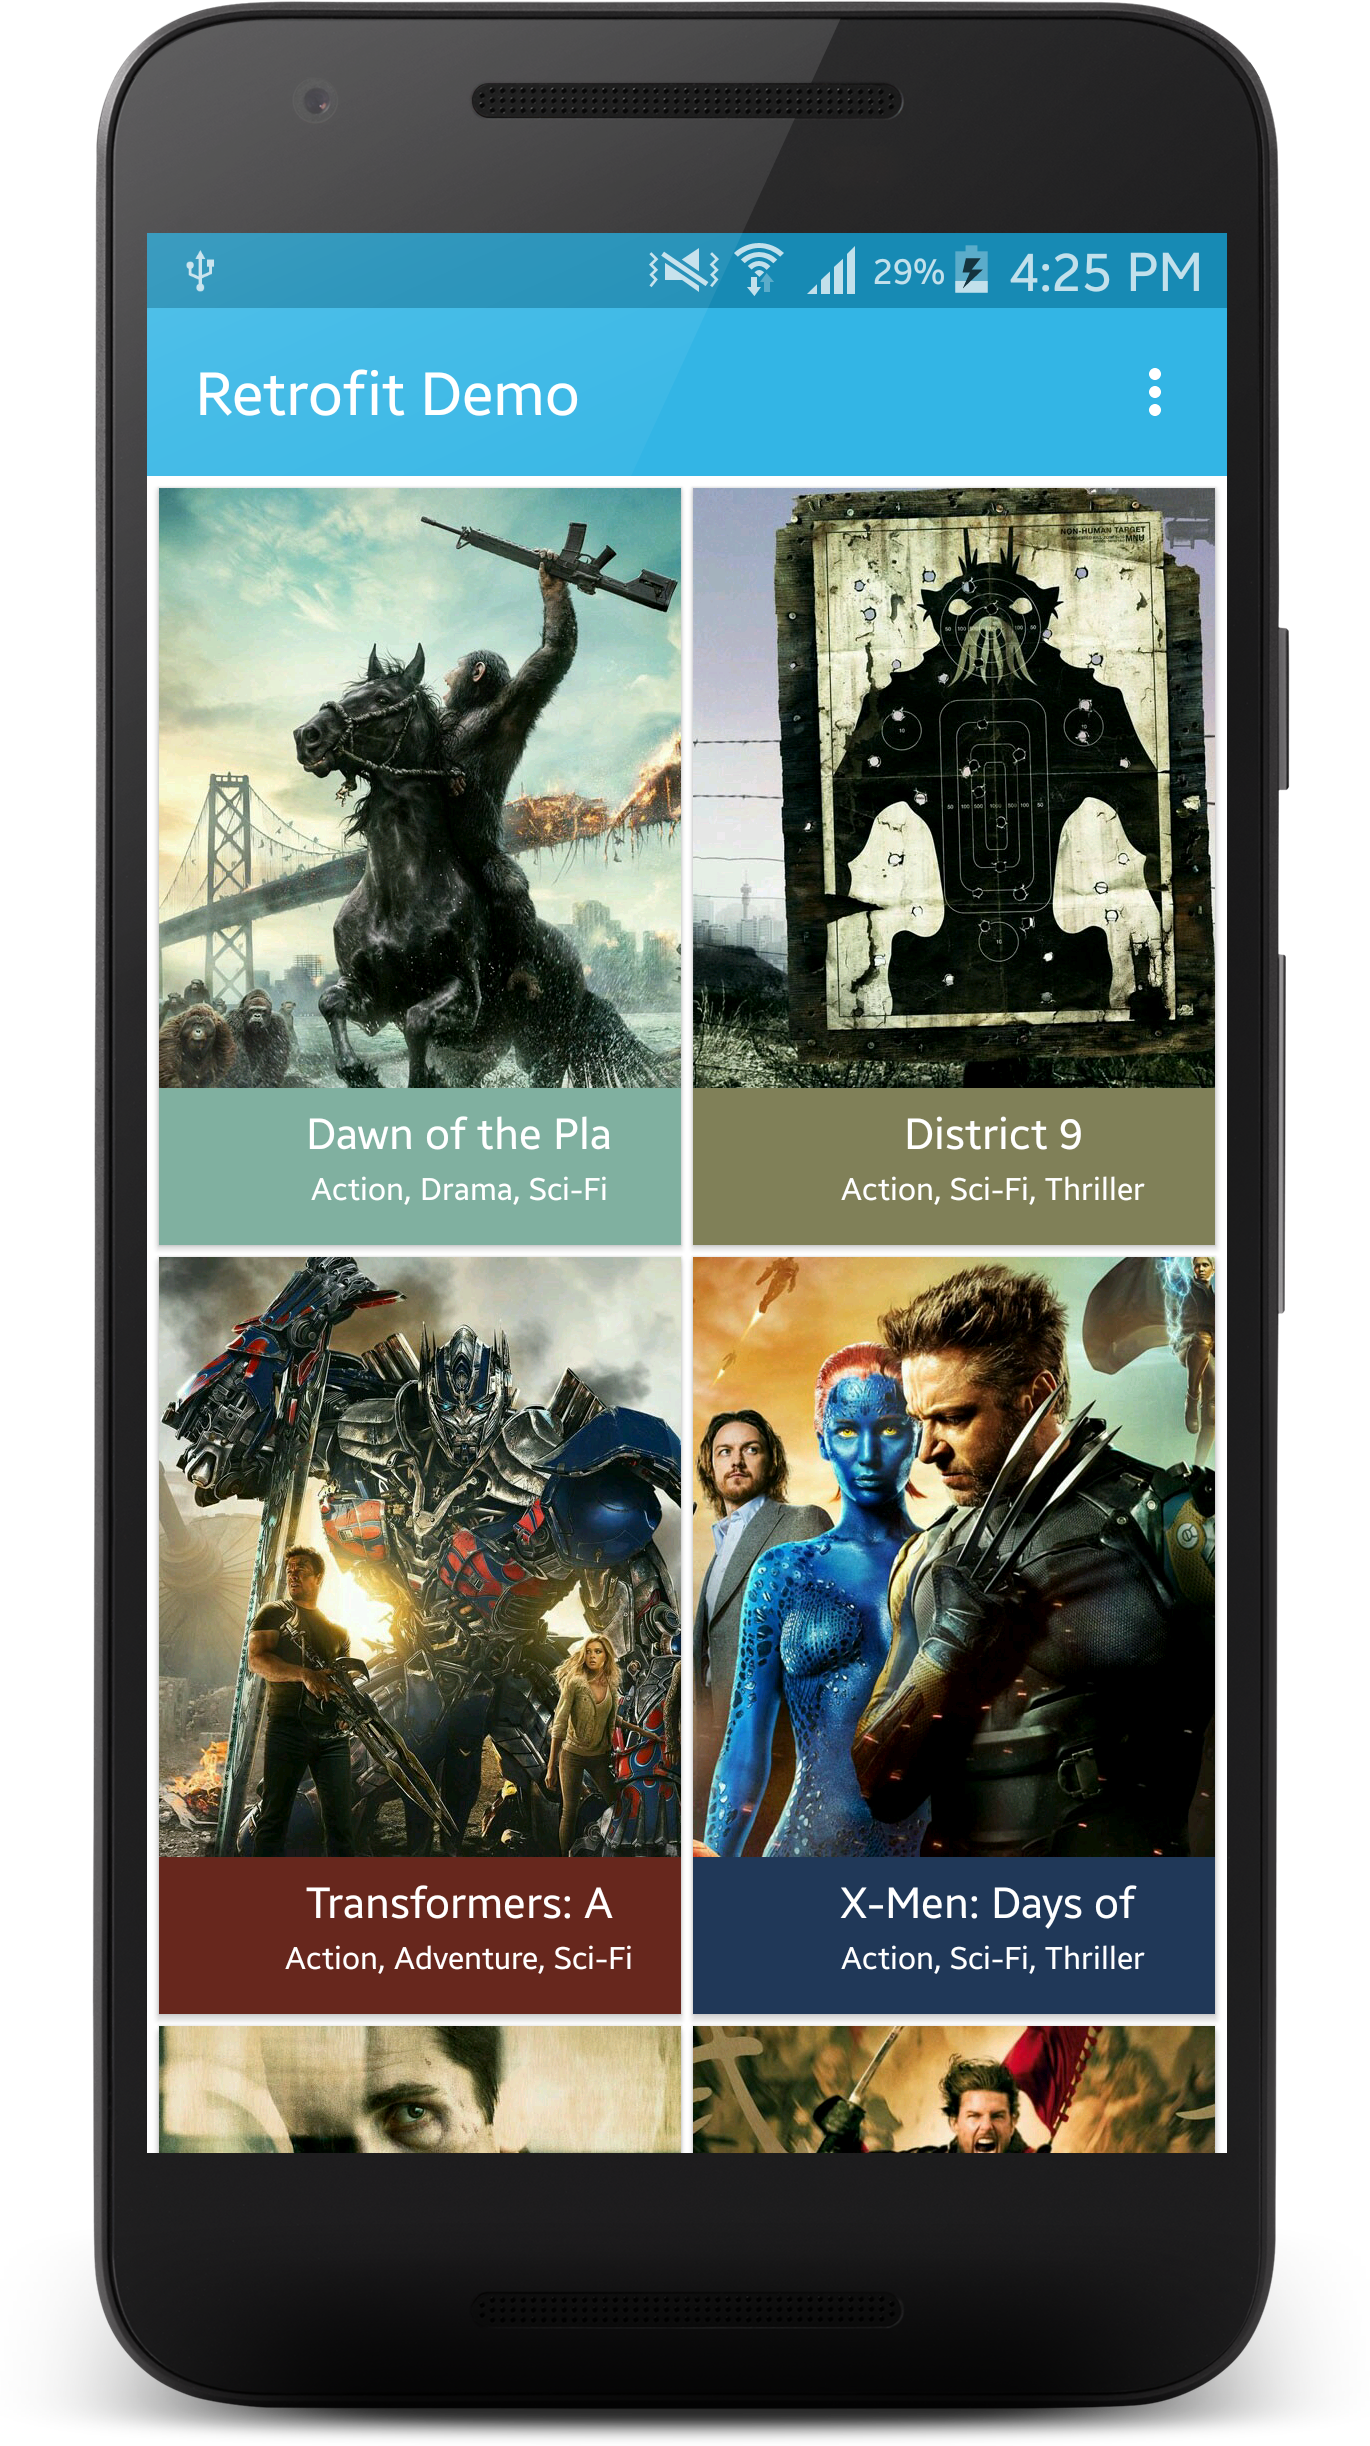 29% 4:25 PM
Retrofit Demo
NON-HUMAN TARGET
MNU
Dawn of the Pla
Action, Drama, Sci-Fi
District 9
Action, Sci-Fi, Thriller
Transformers: A
Action, Adventure, Sci-Fi
X-Men: Days of
Action, Sci-Fi, Thriller